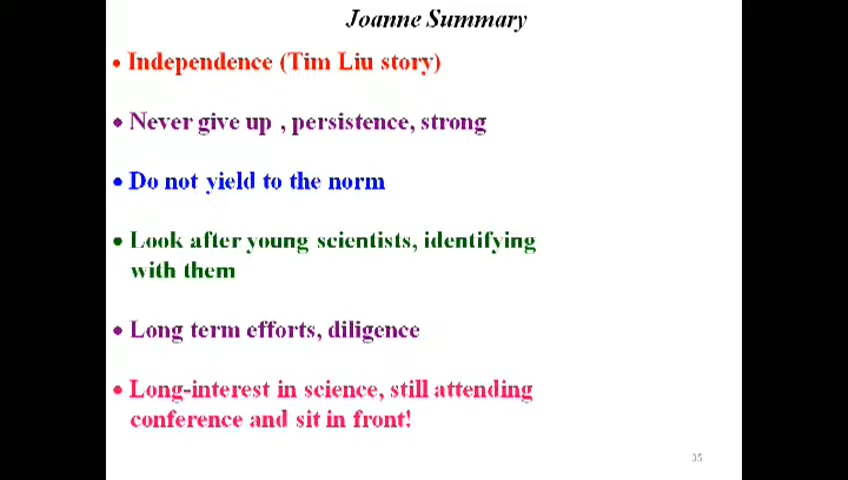 Joanne Summary
• Independence (Tim Liu story)
• Never give up , persistence, strong
• Do not yield to the norm
• Look after young scientists, identifying
with them
• Long term efforts, diligence
• Long-interest in science, still attending
conference and sit in front!
35